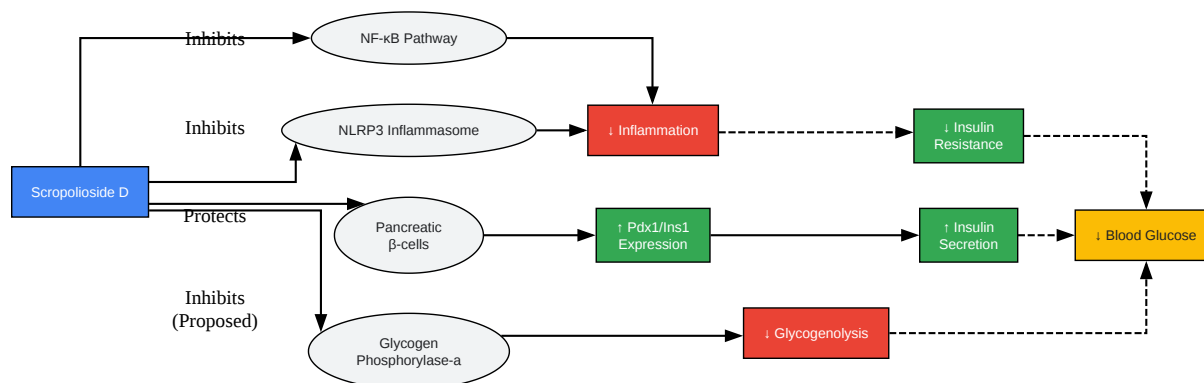 Inhibits
NF-κB Pathway
Inhibits
NLRP3 Inflammasome
↓ Inflammation
↓ Insulin
Resistance
Scropolioside D
Protects
Pancreatic
β-cells
↑ Pdx1/Ins1
Expression
↑ Insulin
Secretion
↓ Blood Glucose
Inhibits
(Proposed)
Glycogen
Phosphorylase-a
↓ Glycogenolysis